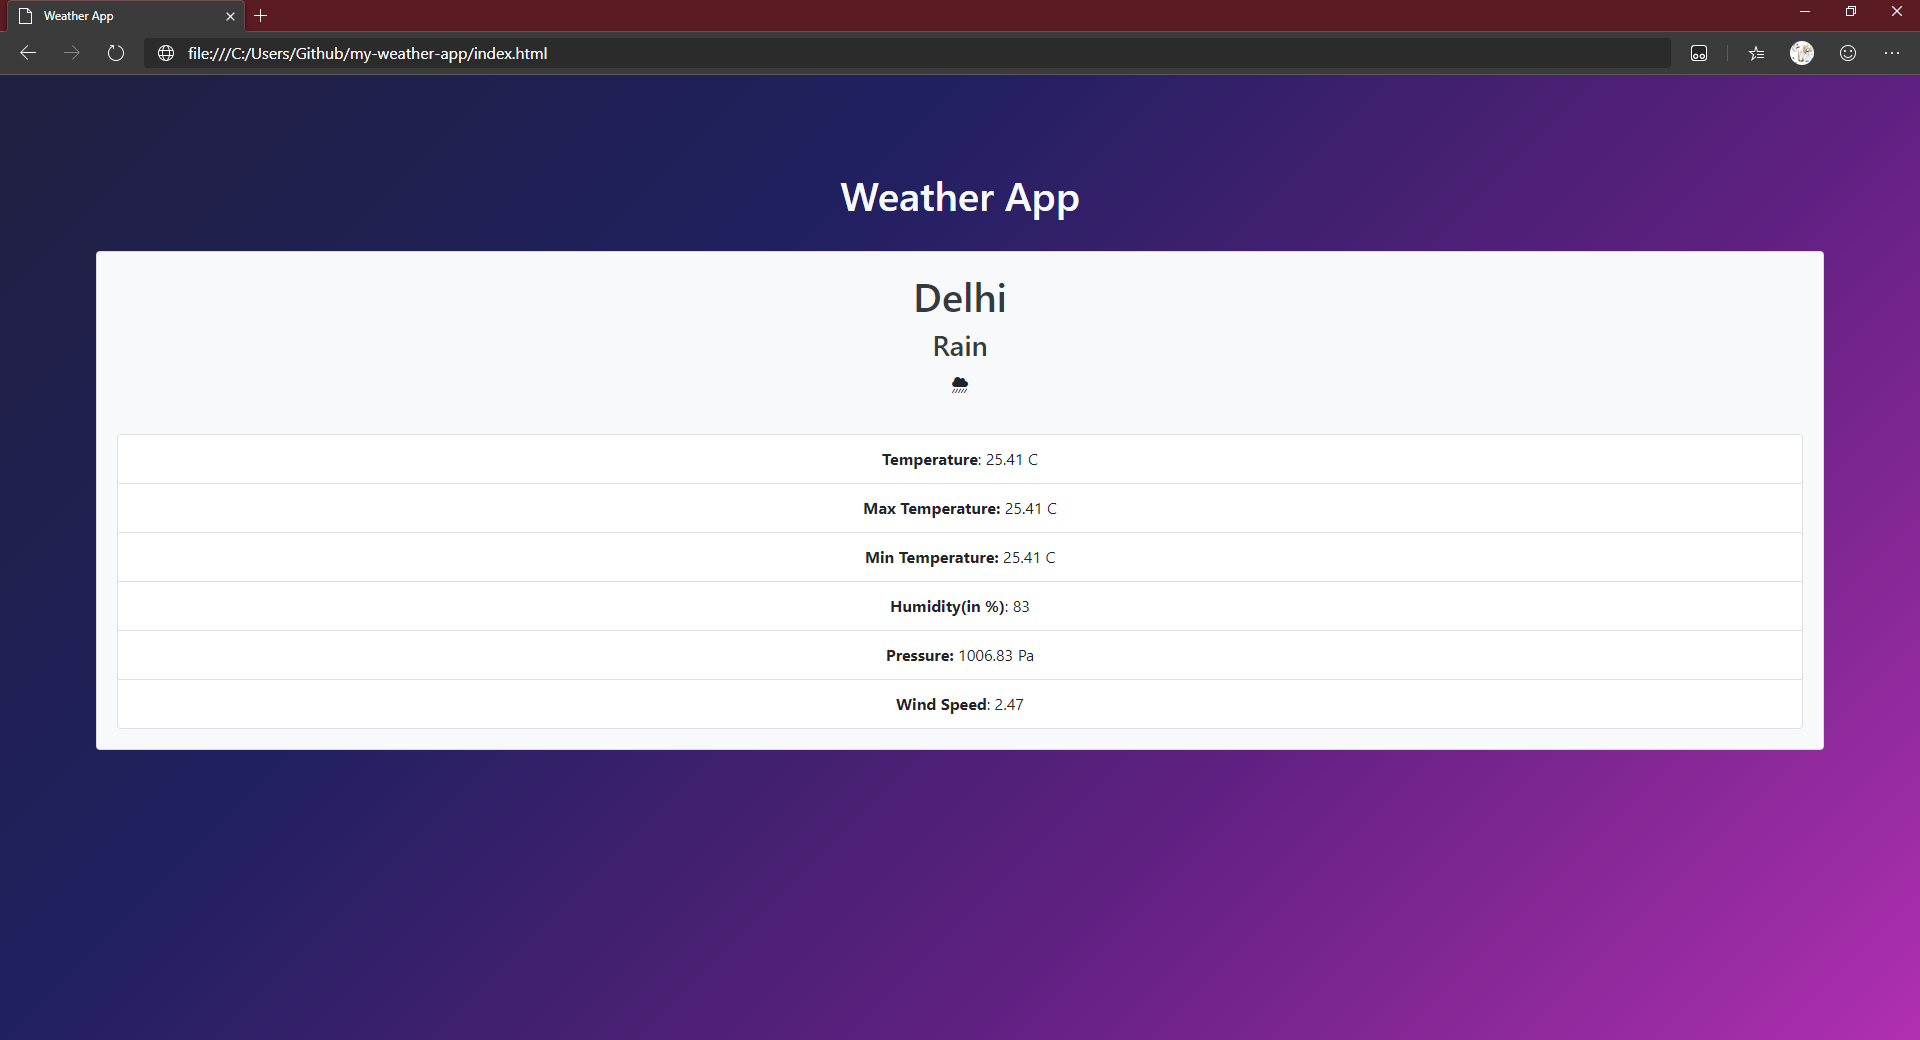 Weather App
file:///C:/Users/Github/my-weather-app/index.html
Weather App
Delhi
Rain
Temperature: 25.41 C
Max Temperature: 25.41 C
Min Temperature: 25.41 C
Humidity(in %): 83
Pressure: 1006.83 Pa
Wind Speed: 2.47